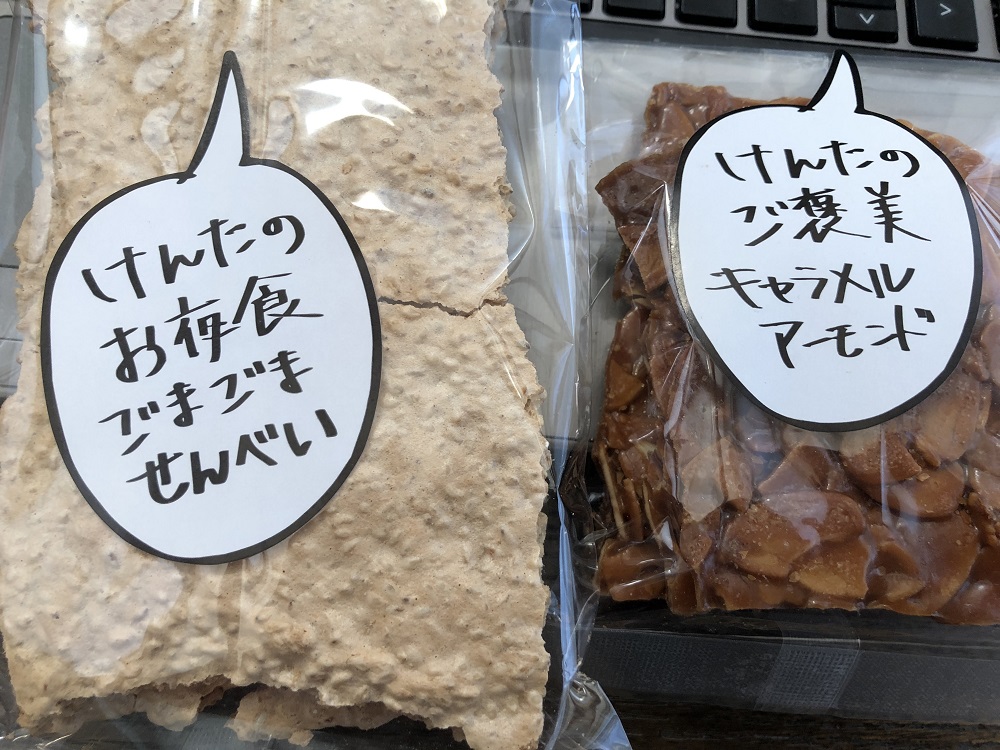 けんたの
お夜食
ごまごま
せんべい
けんたの
ご褒美
キャラメル
アーモンド